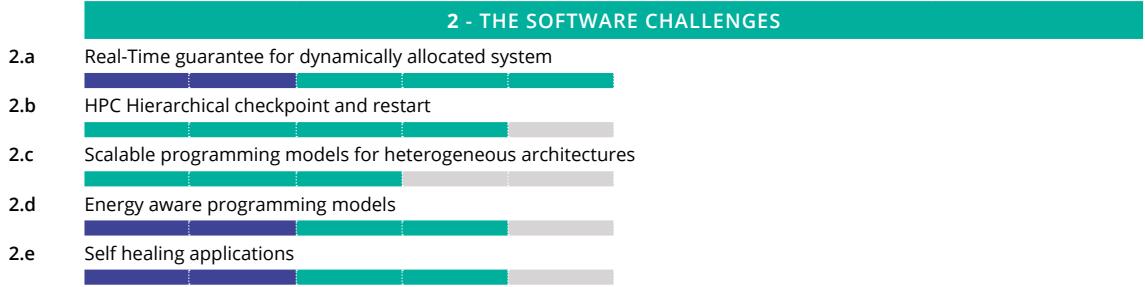 2 - THE SOFTWARE CHALLENGES
2.a Real-Time guarantee for dynamically allocated system
2.b HPC Hierarchical checkpoint and restart
2.c Scalable programming models for heterogeneous architectures
2.d Energy aware programming models
2.e Self healing applications